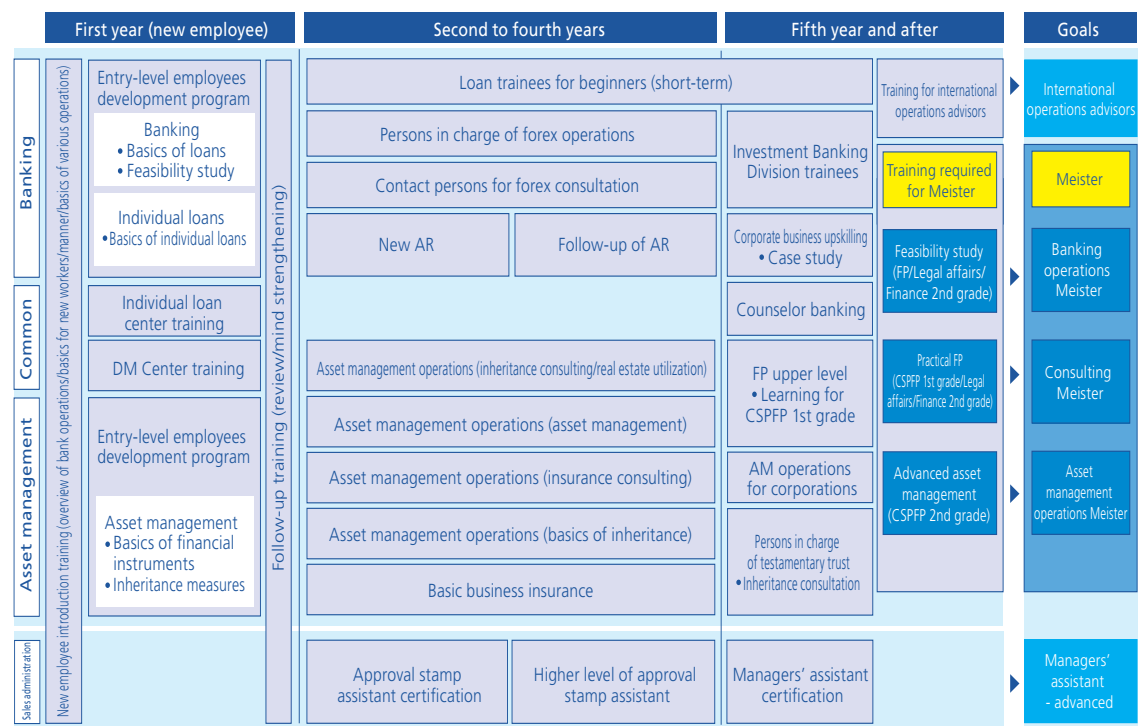 First year (new employee)
Second to fourth years
Fifth year and after
Goals
Banking
Common
Asset management
Sales administration
New employee introduction training (overview of bank operations/basics for new workers/manner/basics of various operations)
Entry-level employees
development program
Banking
• Basics of loans
• Feasibility study
Individual loans
• Basics of individual loans
Individual loan
center training
DM Center training
Entry-level employees
development program
Asset management
• Basics of financial
instruments
• Inheritance measures
Follow-up training (review/mind strengthening)
Loan trainees for beginners (short-term)
Persons in charge of forex operations
Contact persons for forex consultation
New AR
Follow-up of AR
Asset management operations (inheritance consulting/real estate utilization)
Asset management operations (asset management)
Asset management operations (insurance consulting)
Asset management operations (basics of inheritance)
Basic business insurance
Approval stamp
assistant certification
Higher level of approval
stamp assistant
Investment Banking
Division trainees
Corporate business upskilling
• Case study
Counselor banking
FP upper level
• Learning for
CSPFP 1st grade
AM operations
for corporations
Persons in charge
of testamentary trust
• Inheritance consultation
Managers’ assistant
certification
Training for international
operations advisors
Training required
for Meister
Feasibility study
(FP/Legal affairs/
Finance 2nd grade)
Practical FP
(CSPFP 1st grade/Legal
affairs/Finance 2nd grade)
Advanced asset
management
(CSPFP 2nd grade)
International
operations advisors
Meister
Banking
operations
Meister
Consulting
Meister
Asset
management
operations Meister
Managers’
assistant
- advanced